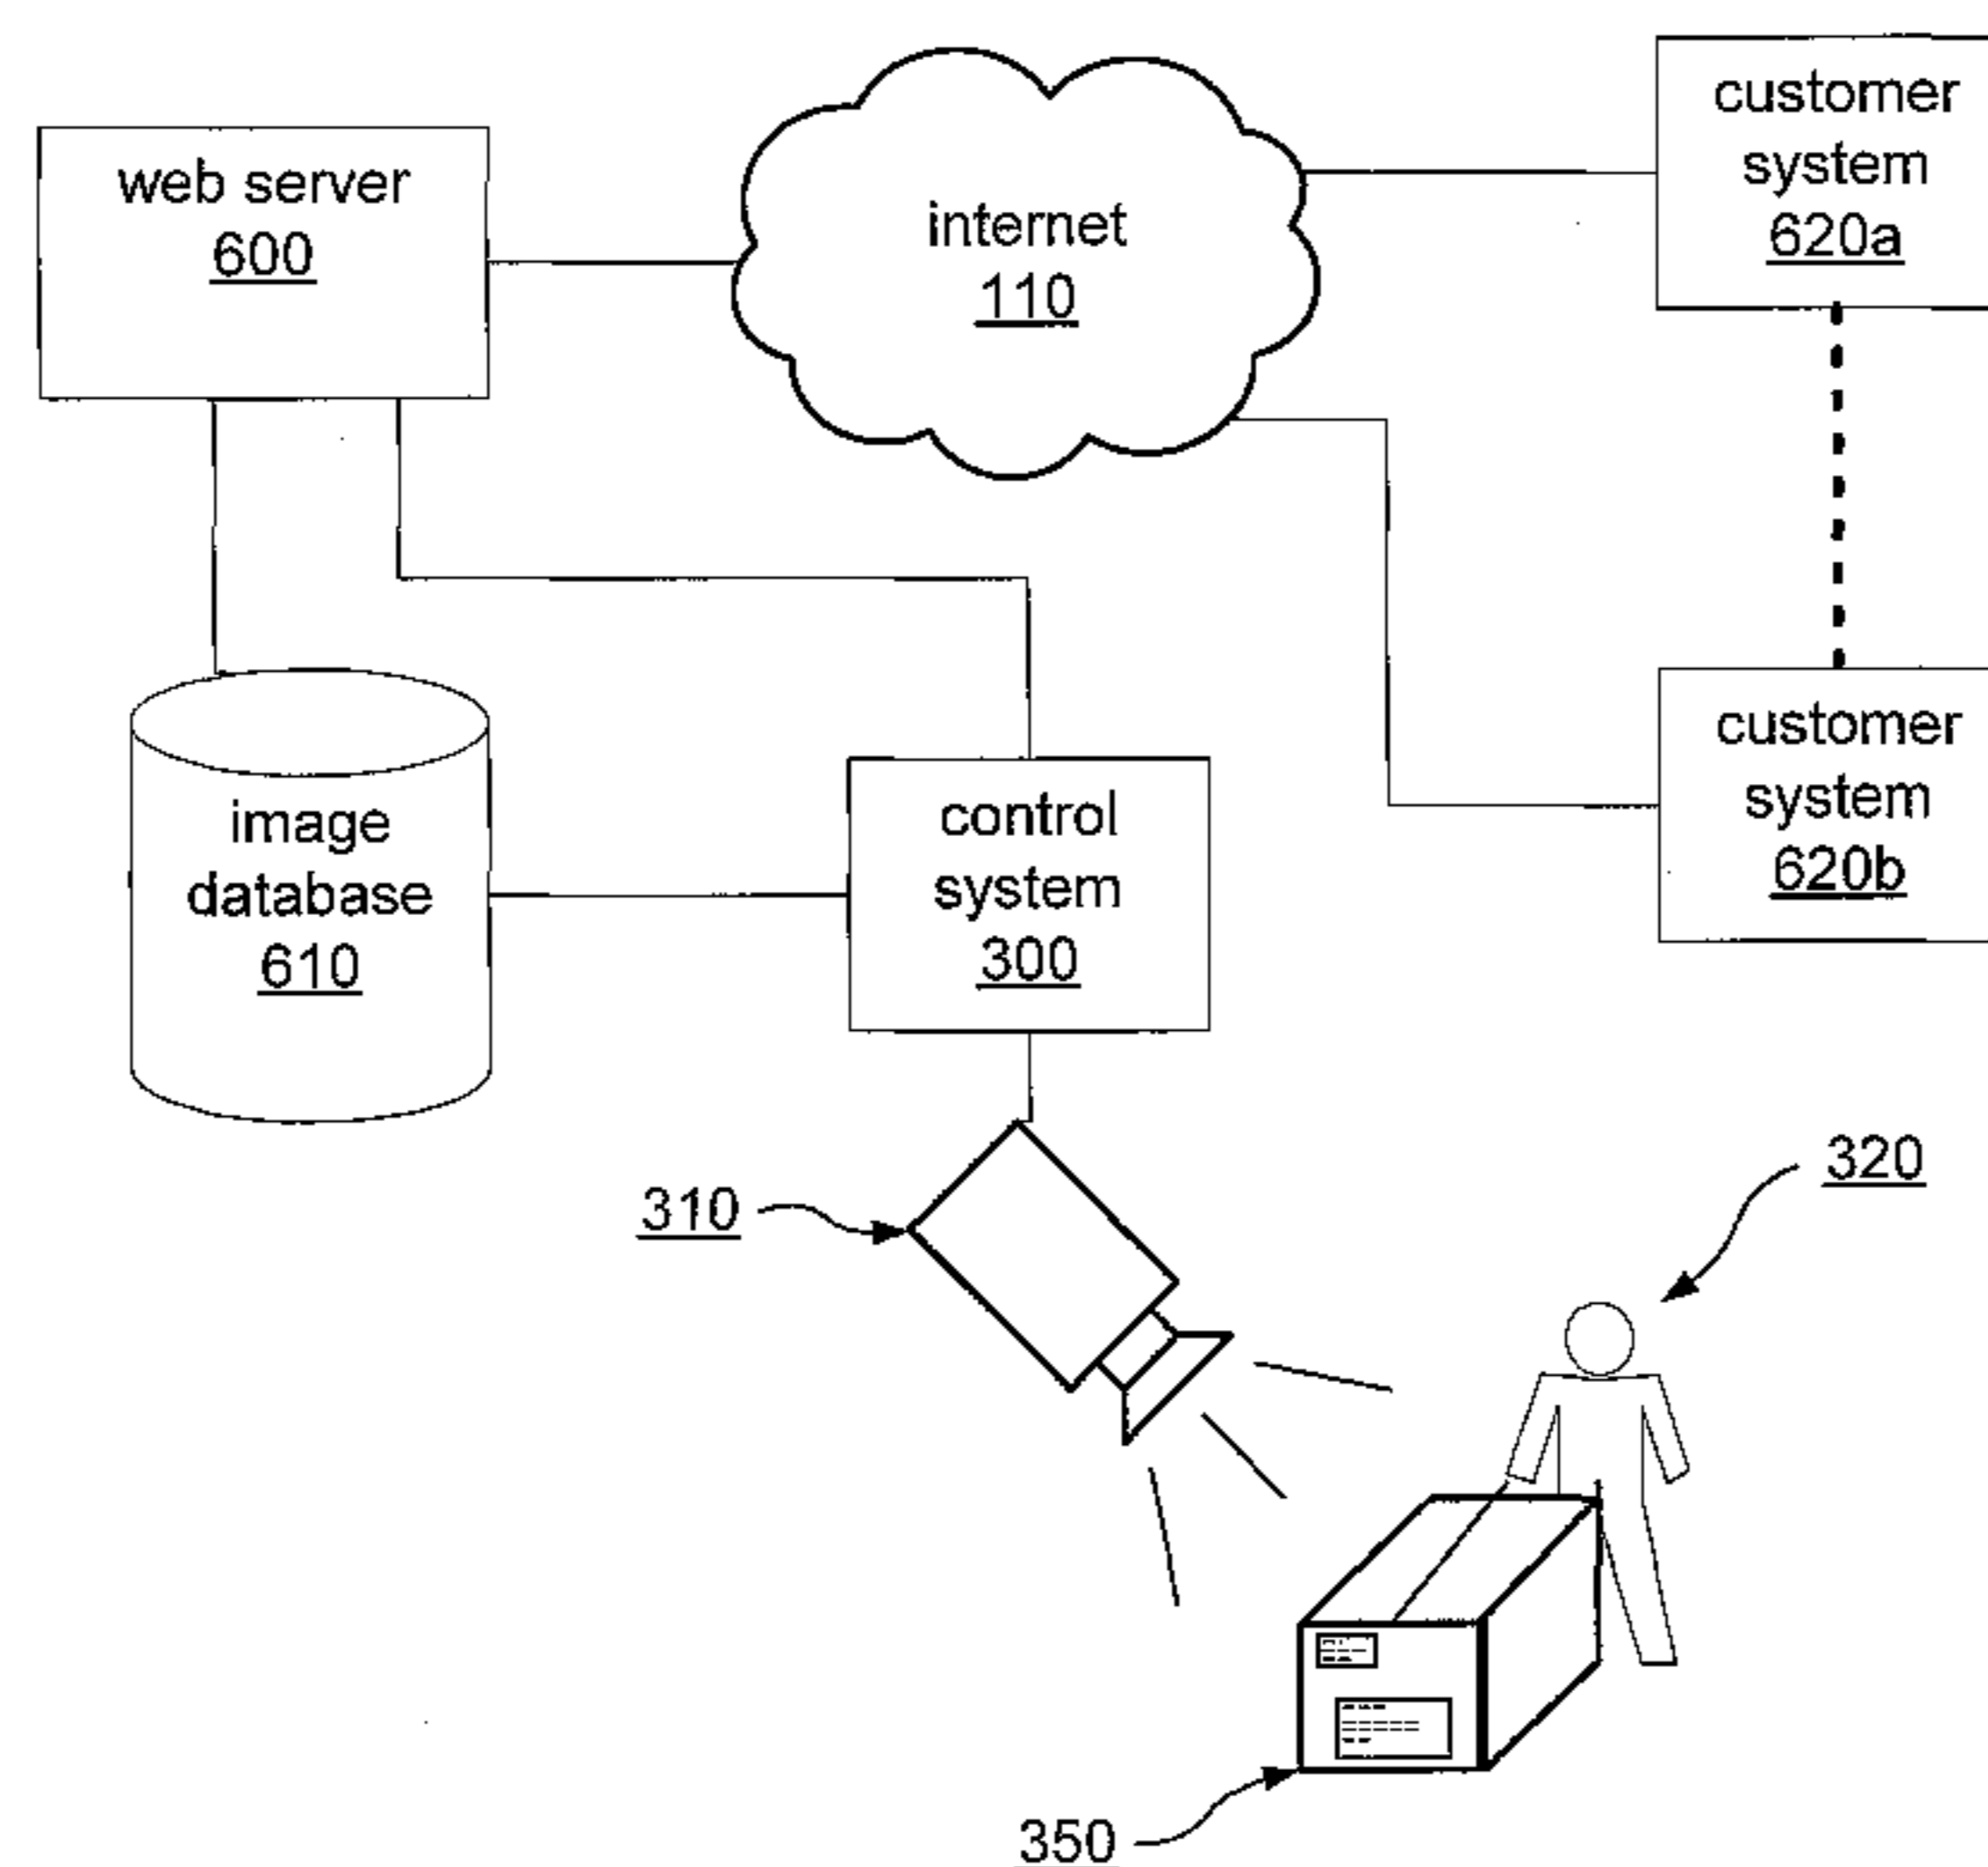 web server
600
internet
110
customer
system
620a
image
database
610
control
system
300
customer
system
620b
310
320
350